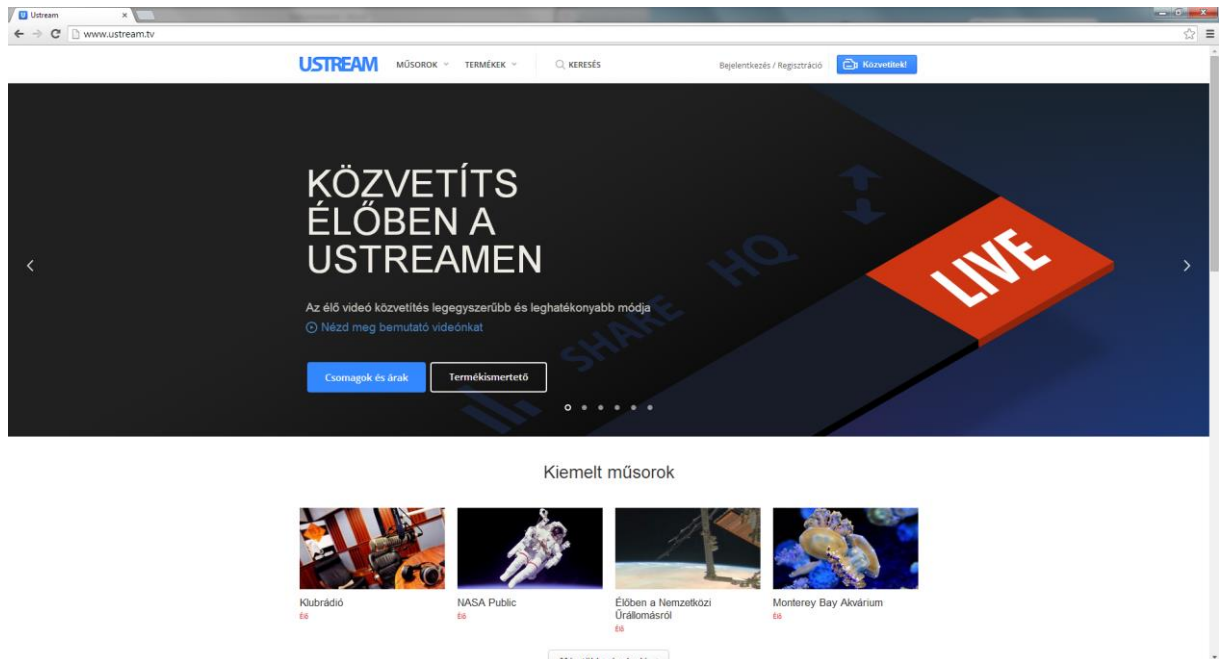 Ustream
www.ustream.tv
USTREAM MŰSOROK TERMÉKEK KERESÉS Bejelentkezés / Regisztráció Közvetítek!
KÖZVETÍTS
ÉLŐBEN A
USTREAMEN
Az élő videó közvetítés legegyszerűbb és leghatékonyabb módja
Nézd meg bemutató videónkat
Csomagok és árak Termékismertető
HQ
SHARE
LIVE
Kiemelt műsorok
Klubrádió
Élő
NASA Public
Élő
Élőben a Nemzetközi
Űrállomásról
Élő
Monterey Bay Akvárium
Élő